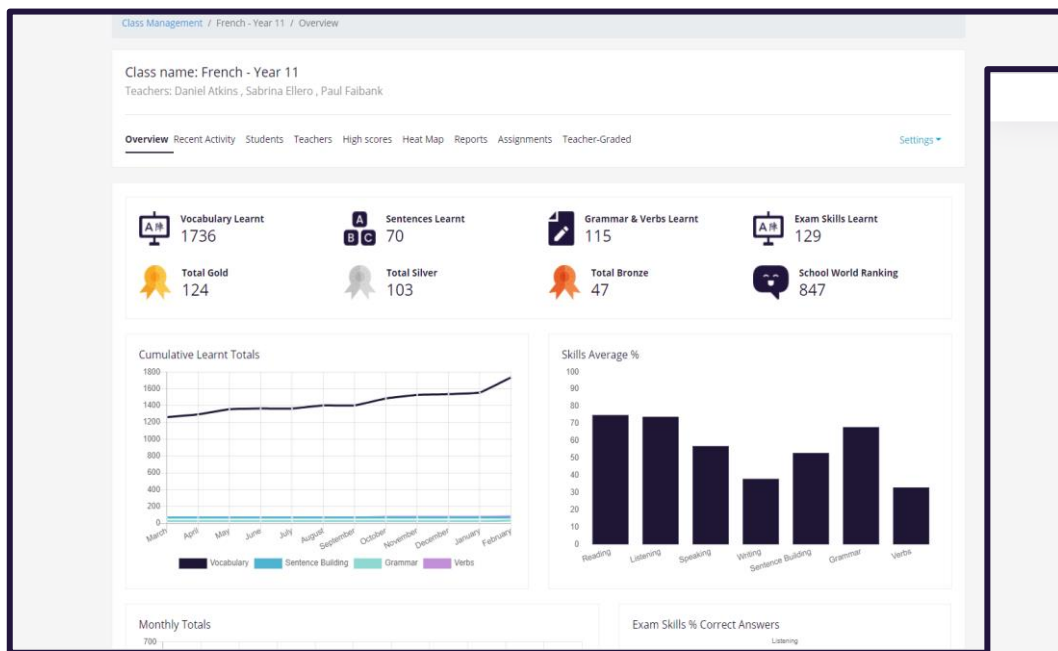 Class Management / French - Year 11 / Overview
Class name: French - Year 11
Teachers: Daniel Atkins , Sabrina Ellero , Paul Faibank
Overview Recent Activity Students Teachers High scores Heat Map Reports Assignments Teacher-Graded Settings
Vocabulary Learnt
1736
Sentences Learnt
70
Grammar & Verbs Learnt
115
Exam Skills Learnt
129
Total Gold
124
Total Silver
103
Total Bronze
47
School World Ranking
847
Cumulative Learnt Totals
1800
1600
1400
1200
1000
800
600
400
200
0
March April May June July August September October November December January February
Vocabulary Sentence Building Grammar Verbs
Skills Average %
100
90
80
70
60
50
40
30
20
10
0
Reading Listening Speaking Writing Sentence Building Grammar Verbs
Monthly Totals
700
Exam Skills % Correct Answers
Listening